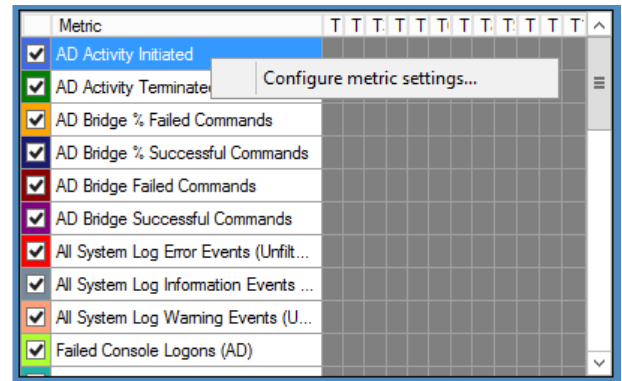 Metric T T T. T T T( T T. T: T T T'
AD Activity Initiated
Configure metric settings...
AD Activity Terminate
AD Bridge % Failed Commands
AD Bridge % Successful Commands
AD Bridge Failed Commands
AD Bridge Successful Commands
All System Log Error Events (Unfilt...
All System Log Information Events ...
All System Log Warning Events (U...
Failed Console Logons (AD)